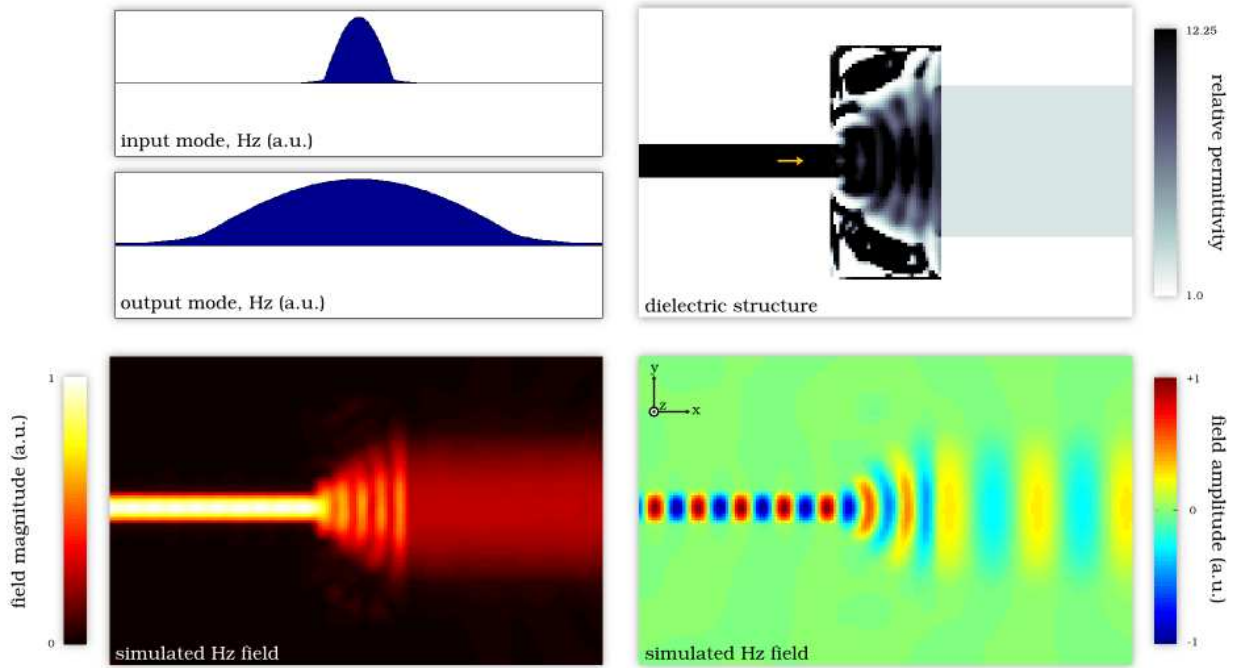 input mode, Hz (a.u.)
output mode, Hz (a.u.)
dielectric structure
12.25
relative permittivity
1.0
field magnitude (a.u.)
1
0
simulated Hz field
y
z
x
simulated Hz field
+1
0
-1
field amplitude (a.u.)